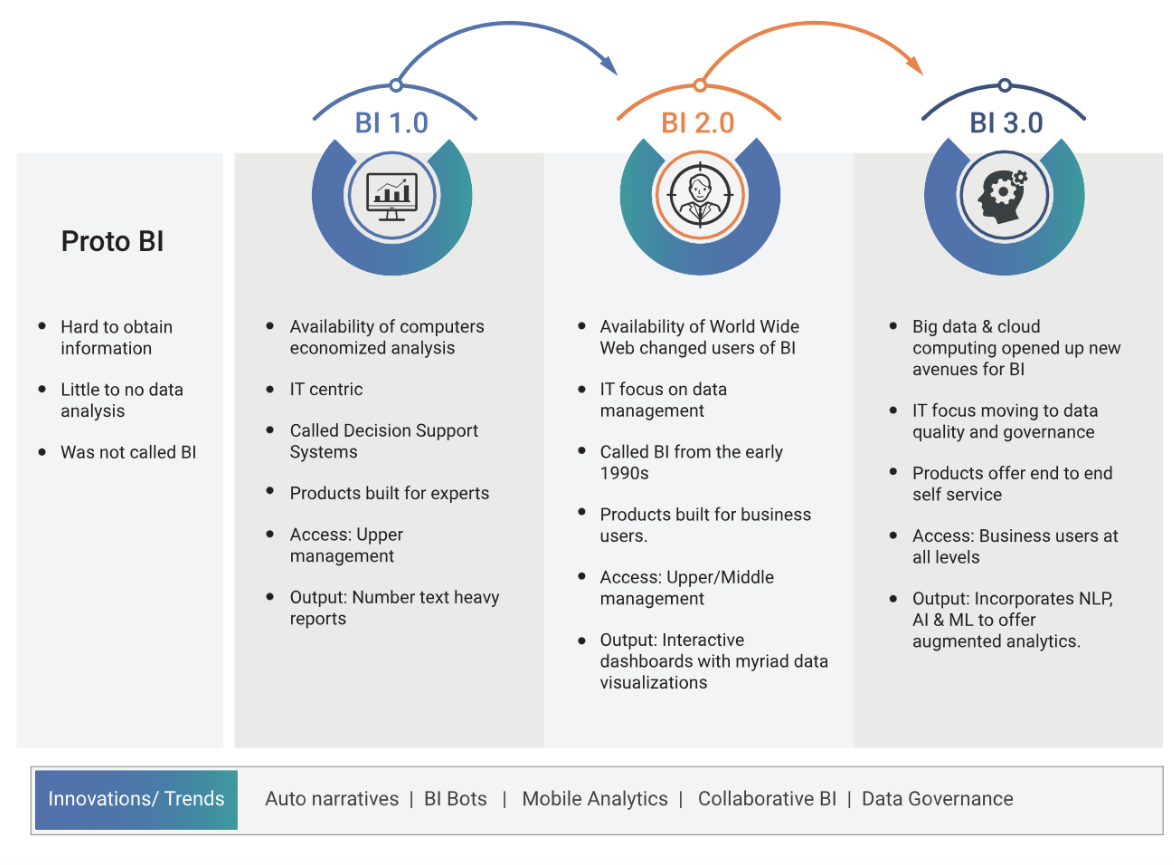 BI 1.0
BI 2.0
BI 3.0
Proto BI
• Hard to obtain
information
• Little to no data
analysis
• Was not called BI
• Availability of computers
economized analysis
• IT centric
• Called Decision Support
Systems
• Products built for experts
• Access: Upper
management
• Output: Number text heavy
reports
• Availability of World Wide
Web changed users of BI
• IT focus on data
management
• Called BI from the early
1990s
• Products built for business
users.
• Access: Upper/Middle
management
• Output: Interactive
dashboards with myriad data
visualizations
• Big data & cloud
computing opened up new
avenues for BI
• IT focus moving to data
quality and governance
• Products offer end to end
self service
• Access: Business users at
all levels
• Output: Incorporates NLP,
AI & ML to offer
augmented analytics.
Innovations/ Trends
Auto narratives | BI Bots | Mobile Analytics | Collaborative BI | Data Governance